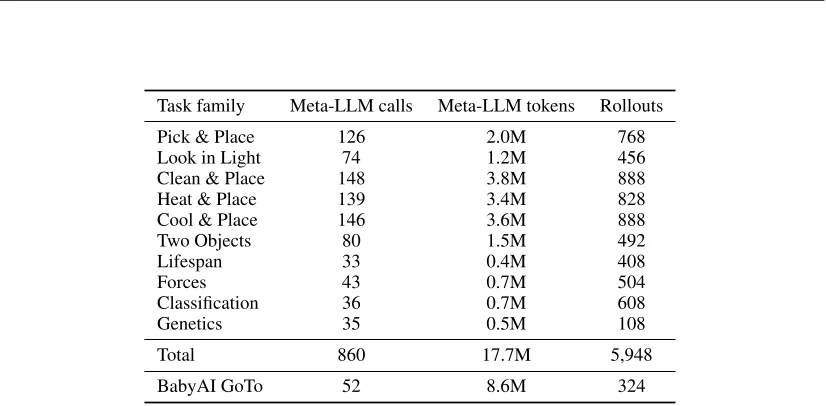 Task family Meta-LLM calls Meta-LLM tokens Rollouts
Pick & Place 126 2.0M 768
Look in Light 74 1.2M 456
Clean & Place 148 3.8M 888
Heat & Place 139 3.4M 828
Cool & Place 146 3.6M 888
Two Objects 80 1.5M 492
Lifespan 33 0.4M 408
Forces 43 0.7M 504
Classification 36 0.7M 608
Genetics 35 0.5M 108
Total 860 17.7M 5,948
BabyAI GoTo 52 8.6M 324